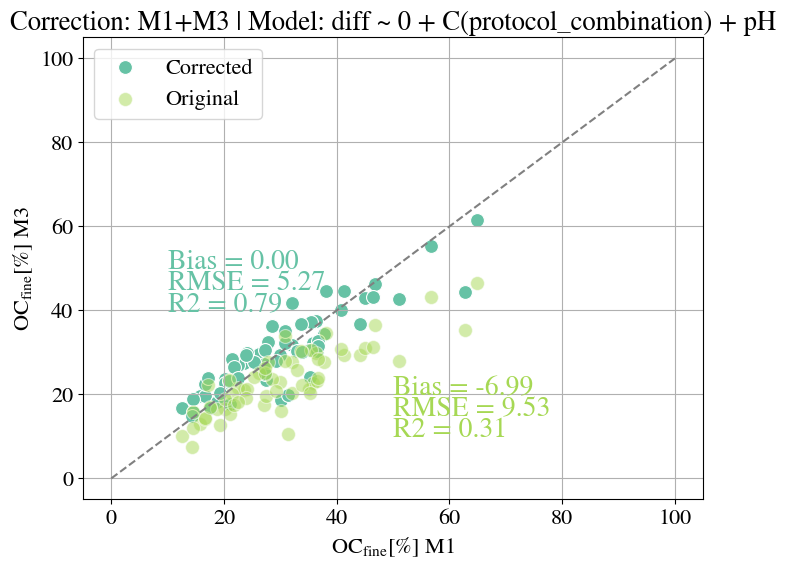 Correction: M1+M3 | Model: diff ~ 0 + C(protocol_combination) + pH
Corrected
Original
100
80
60
40
20
0
OCfine[%] M3
Bias = 0.00
RMSE = 5.27
R2 = 0.79
Bias = -6.99
RMSE = 9.53
R2 = 0.31
0 20 40 60 80 100
OCfine[%] M1